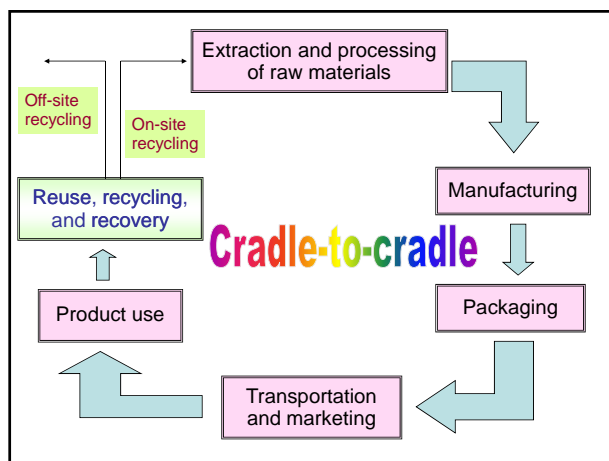 Extraction and processing
of raw materials
Off-site
recycling
On-site
recycling
Manufacturing
Reuse, recycling,
and recovery
Cradle-to-cradle
Packaging
Product use
Transportation
and marketing